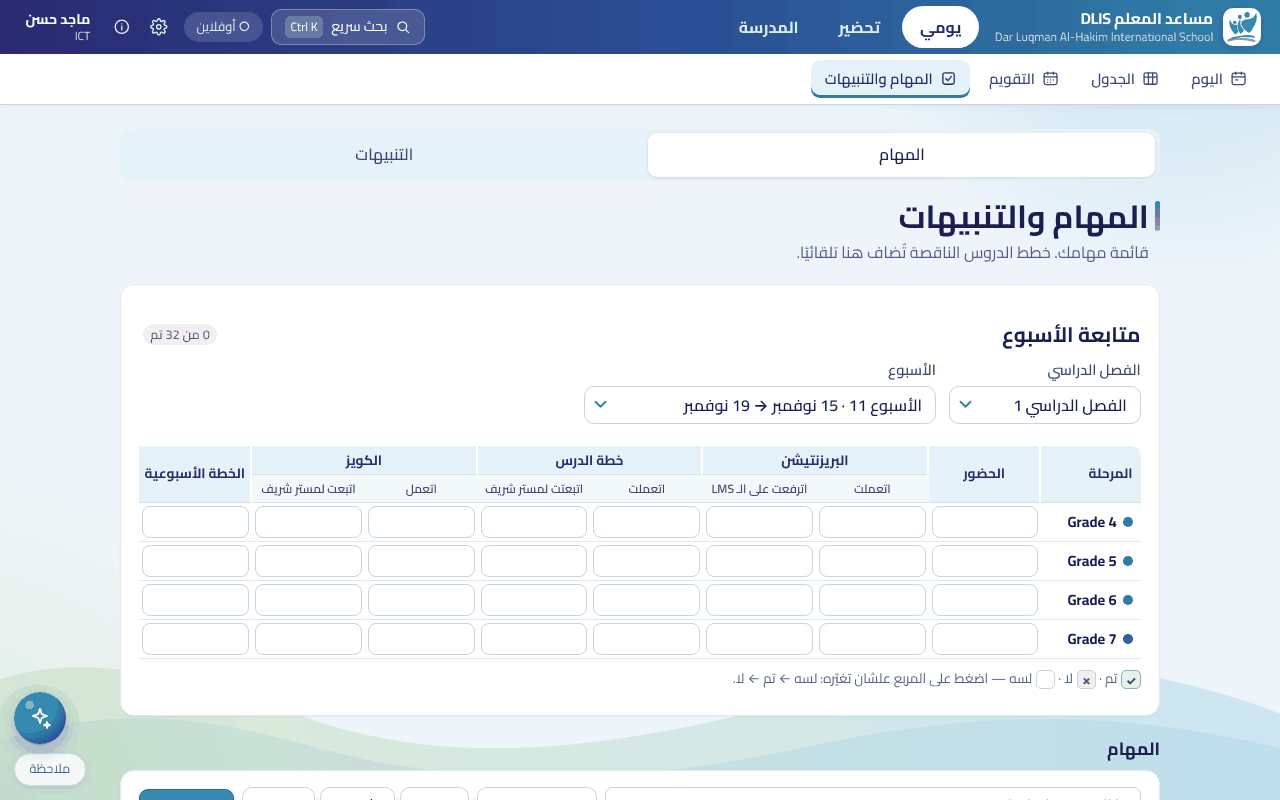 مساعد المعلم DLIS
Dar Luqman Al-Hakim International School
يومي
تحضير
المدرسة
بحث سريع Ctrl K
أوفلاين
ماجد حسن
ICT
اليوم
الجدول
التقويم
المهام والتنبيهات
المهام
التنبيهات
المهام والتنبيهات
قائمة مهامك. خطط الدروس الناقصة تُضاف هنا تلقائيًا.
متابعة الأسبوع
0 من 32 تم
الفصل الدراسي
الأسبوع
الفصل الدراسي 1
الأسبوع 11 · 15 نوفمبر → 19 نوفمبر
المرحلة
الحضور
البريزنتيشن
خطة الدرس
الكويز
الخطة الأسبوعية
اتعملت
اترفعت على الـ LMS
اتعملت
اتبعتت لمستر شريف
اتعمل
اتبعت لمستر شريف
Grade 4
Grade 5
Grade 6
Grade 7
تم · لا · لسه — اضغط على المربع علشان تغيّره: لسه ← تم ← لا.
ملاحظة
المهام